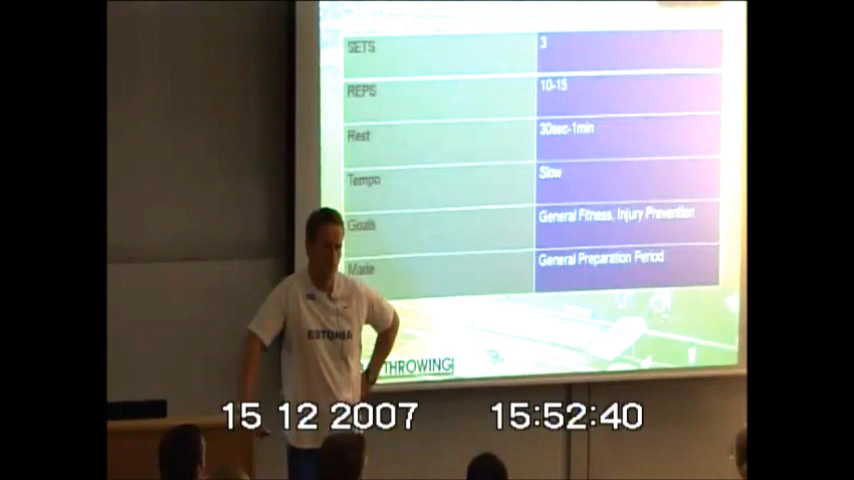 SETS 3
REPS 10-15
Rest 30sec-1min
Tempo Slow
Goals General Fitness, Injury Prevention
Made General Preparation Period
ESTONIA
THROWING
15 12 2007 15:52:40